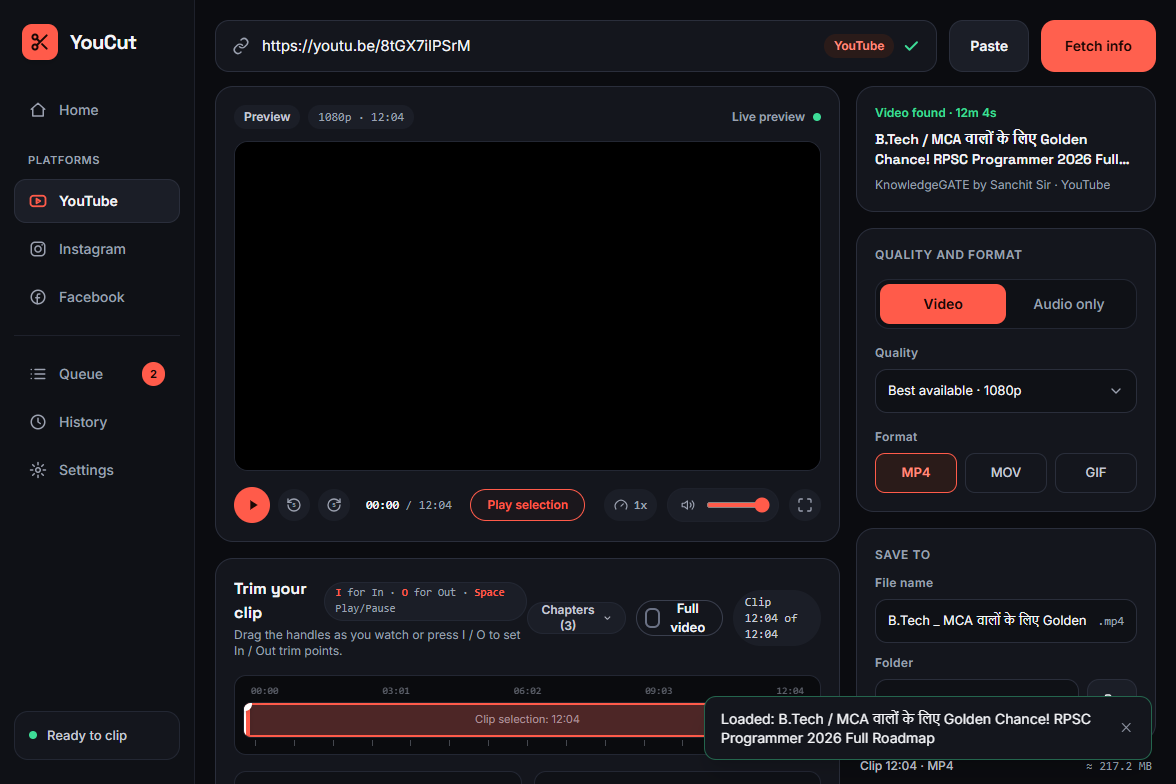 YouCut
https://youtu.be/8tGX7iIPSrM
YouTube
Paste
Fetch info
Home
PLATFORMS
YouTube
Instagram
Facebook
Queue
2
History
Settings
Ready to clip
Preview
1080p · 12:04
Live preview
00:00 / 12:04
Play selection
1x
Trim your
clip
I for In · O for Out · Space
Play/Pause
Drag the handles as you watch or press I / O to set
In / Out trim points.
Chapters
(3)
Full
video
Clip
12:04 of
12:04
00:00
03:01
06:02
09:03
12:04
Clip selection: 12:04
Video found · 12m 4s
B.Tech / MCA वालों के लिए Golden
Chance! RPSC Programmer 2026 Full...
KnowledgeGATE by Sanchit Sir · YouTube
QUALITY AND FORMAT
Video
Audio only
Quality
Best available · 1080p
Format
MP4
MOV
GIF
SAVE TO
File name
B.Tech _ MCA वालों के लिए Golden
.mp4
Folder
Loaded: B.Tech / MCA वालों के लिए Golden Chance! RPSC
Programmer 2026 Full Roadmap
Clip 12:04 · MP4
≈ 217.2 MB